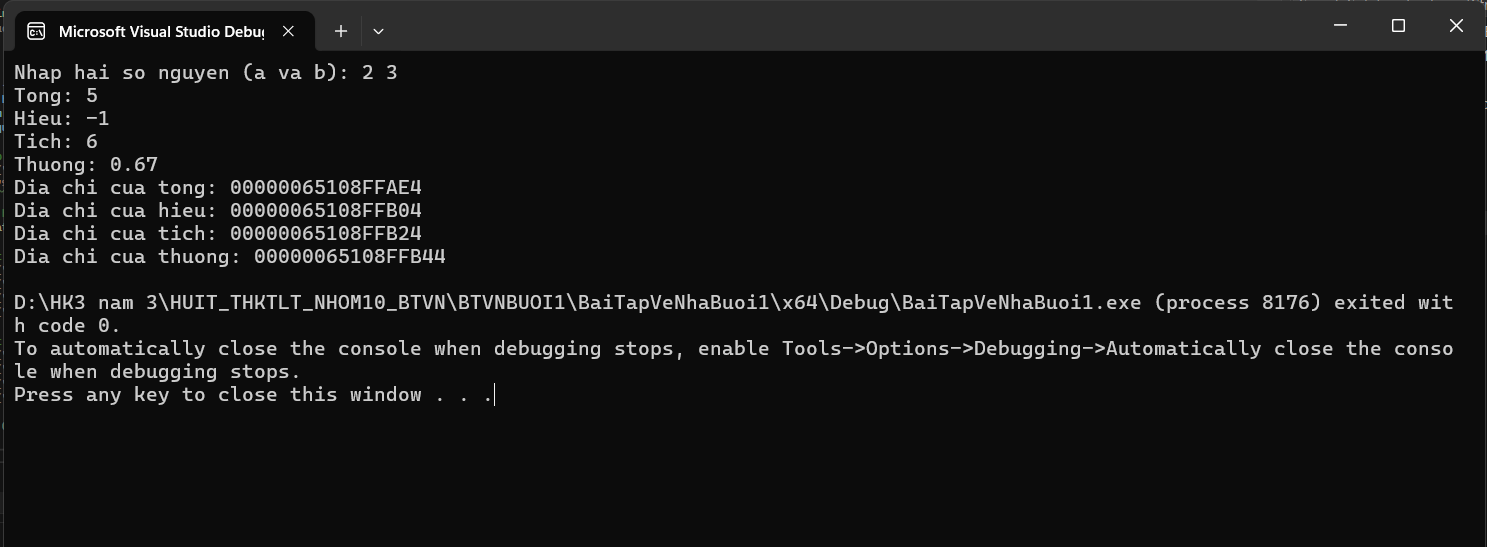 Microsoft Visual Studio Debug
Nhap hai so nguyen (a va b): 2 3
Tong: 5
Hieu: -1
Tich: 6
Thuong: 0.67
Dia chi cua tong: 00000065108FFAE4
Dia chi cua hieu: 00000065108FFB04
Dia chi cua tich: 00000065108FFB24
Dia chi cua thuong: 00000065108FFB44
D:\HK3 nam 3\HUIT_THKTLT_NHOM10_BTVN\BTVNBUOI1\BaiTapVeNhaBuoi1\x64\Debug\BaiTapVeNhaBuoi1.exe (process 8176) exited wit
h code 0.
To automatically close the console when debugging stops, enable Tools->Options->Debugging->Automatically close the conso
le when debugging stops.
Press any key to close this window . . .